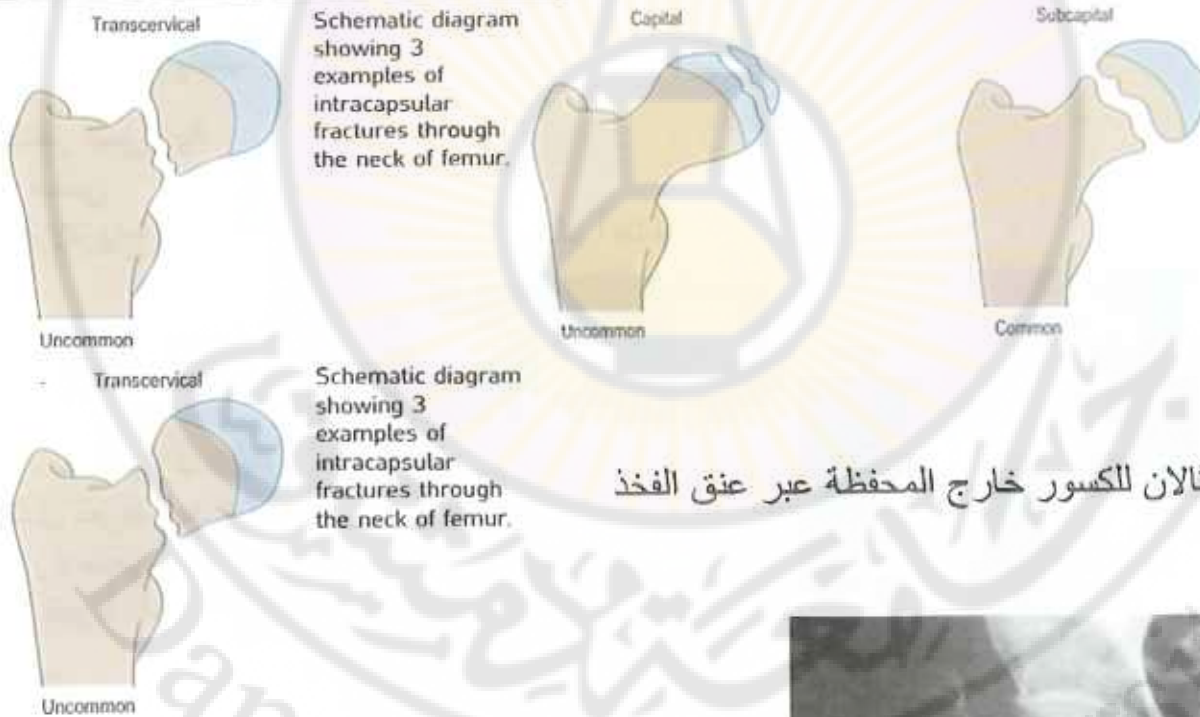 Transcervical
Schematic diagram
showing 3
examples of
intracapsular
fractures through
the neck of femur.
Capital
Subcapital
Uncommon
Uncommon
Common
Transcervical
Schematic diagram
showing 3
examples of
intracapsular
fractures through
the neck of femur.
للكسور خارج المحفظة عبر عنق الفخذ
Uncommon